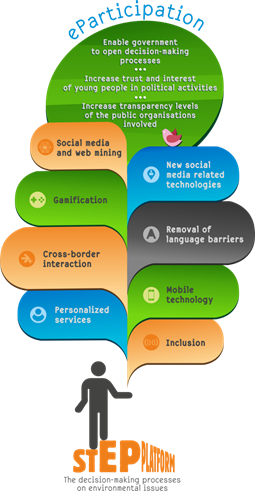 eParticipation
Enable government
to open decision-making
processes
Increase trust and interest
of young people in political activities
Increase transparency levels
of the public organisations
involved
Social media
and web mining
New social
media related
technologies
Gamification
Removal of
language barriers
Cross-border
interaction
Mobile
technology
Personalized
services
Inclusion
STEP PLATFORM
The decision-making processes
on environmental issues